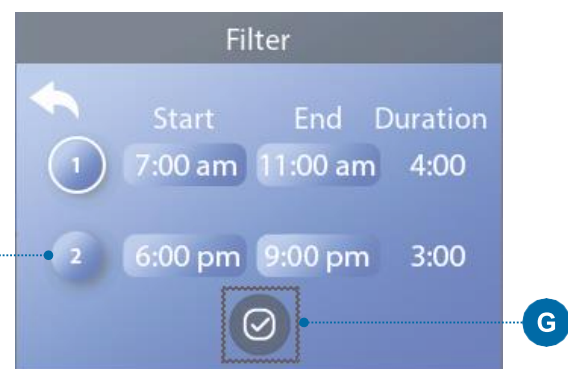 Filter
Start End Duration
1 7:00 am 11:00 am 4:00
2 6:00 pm 9:00 pm 3:00
G